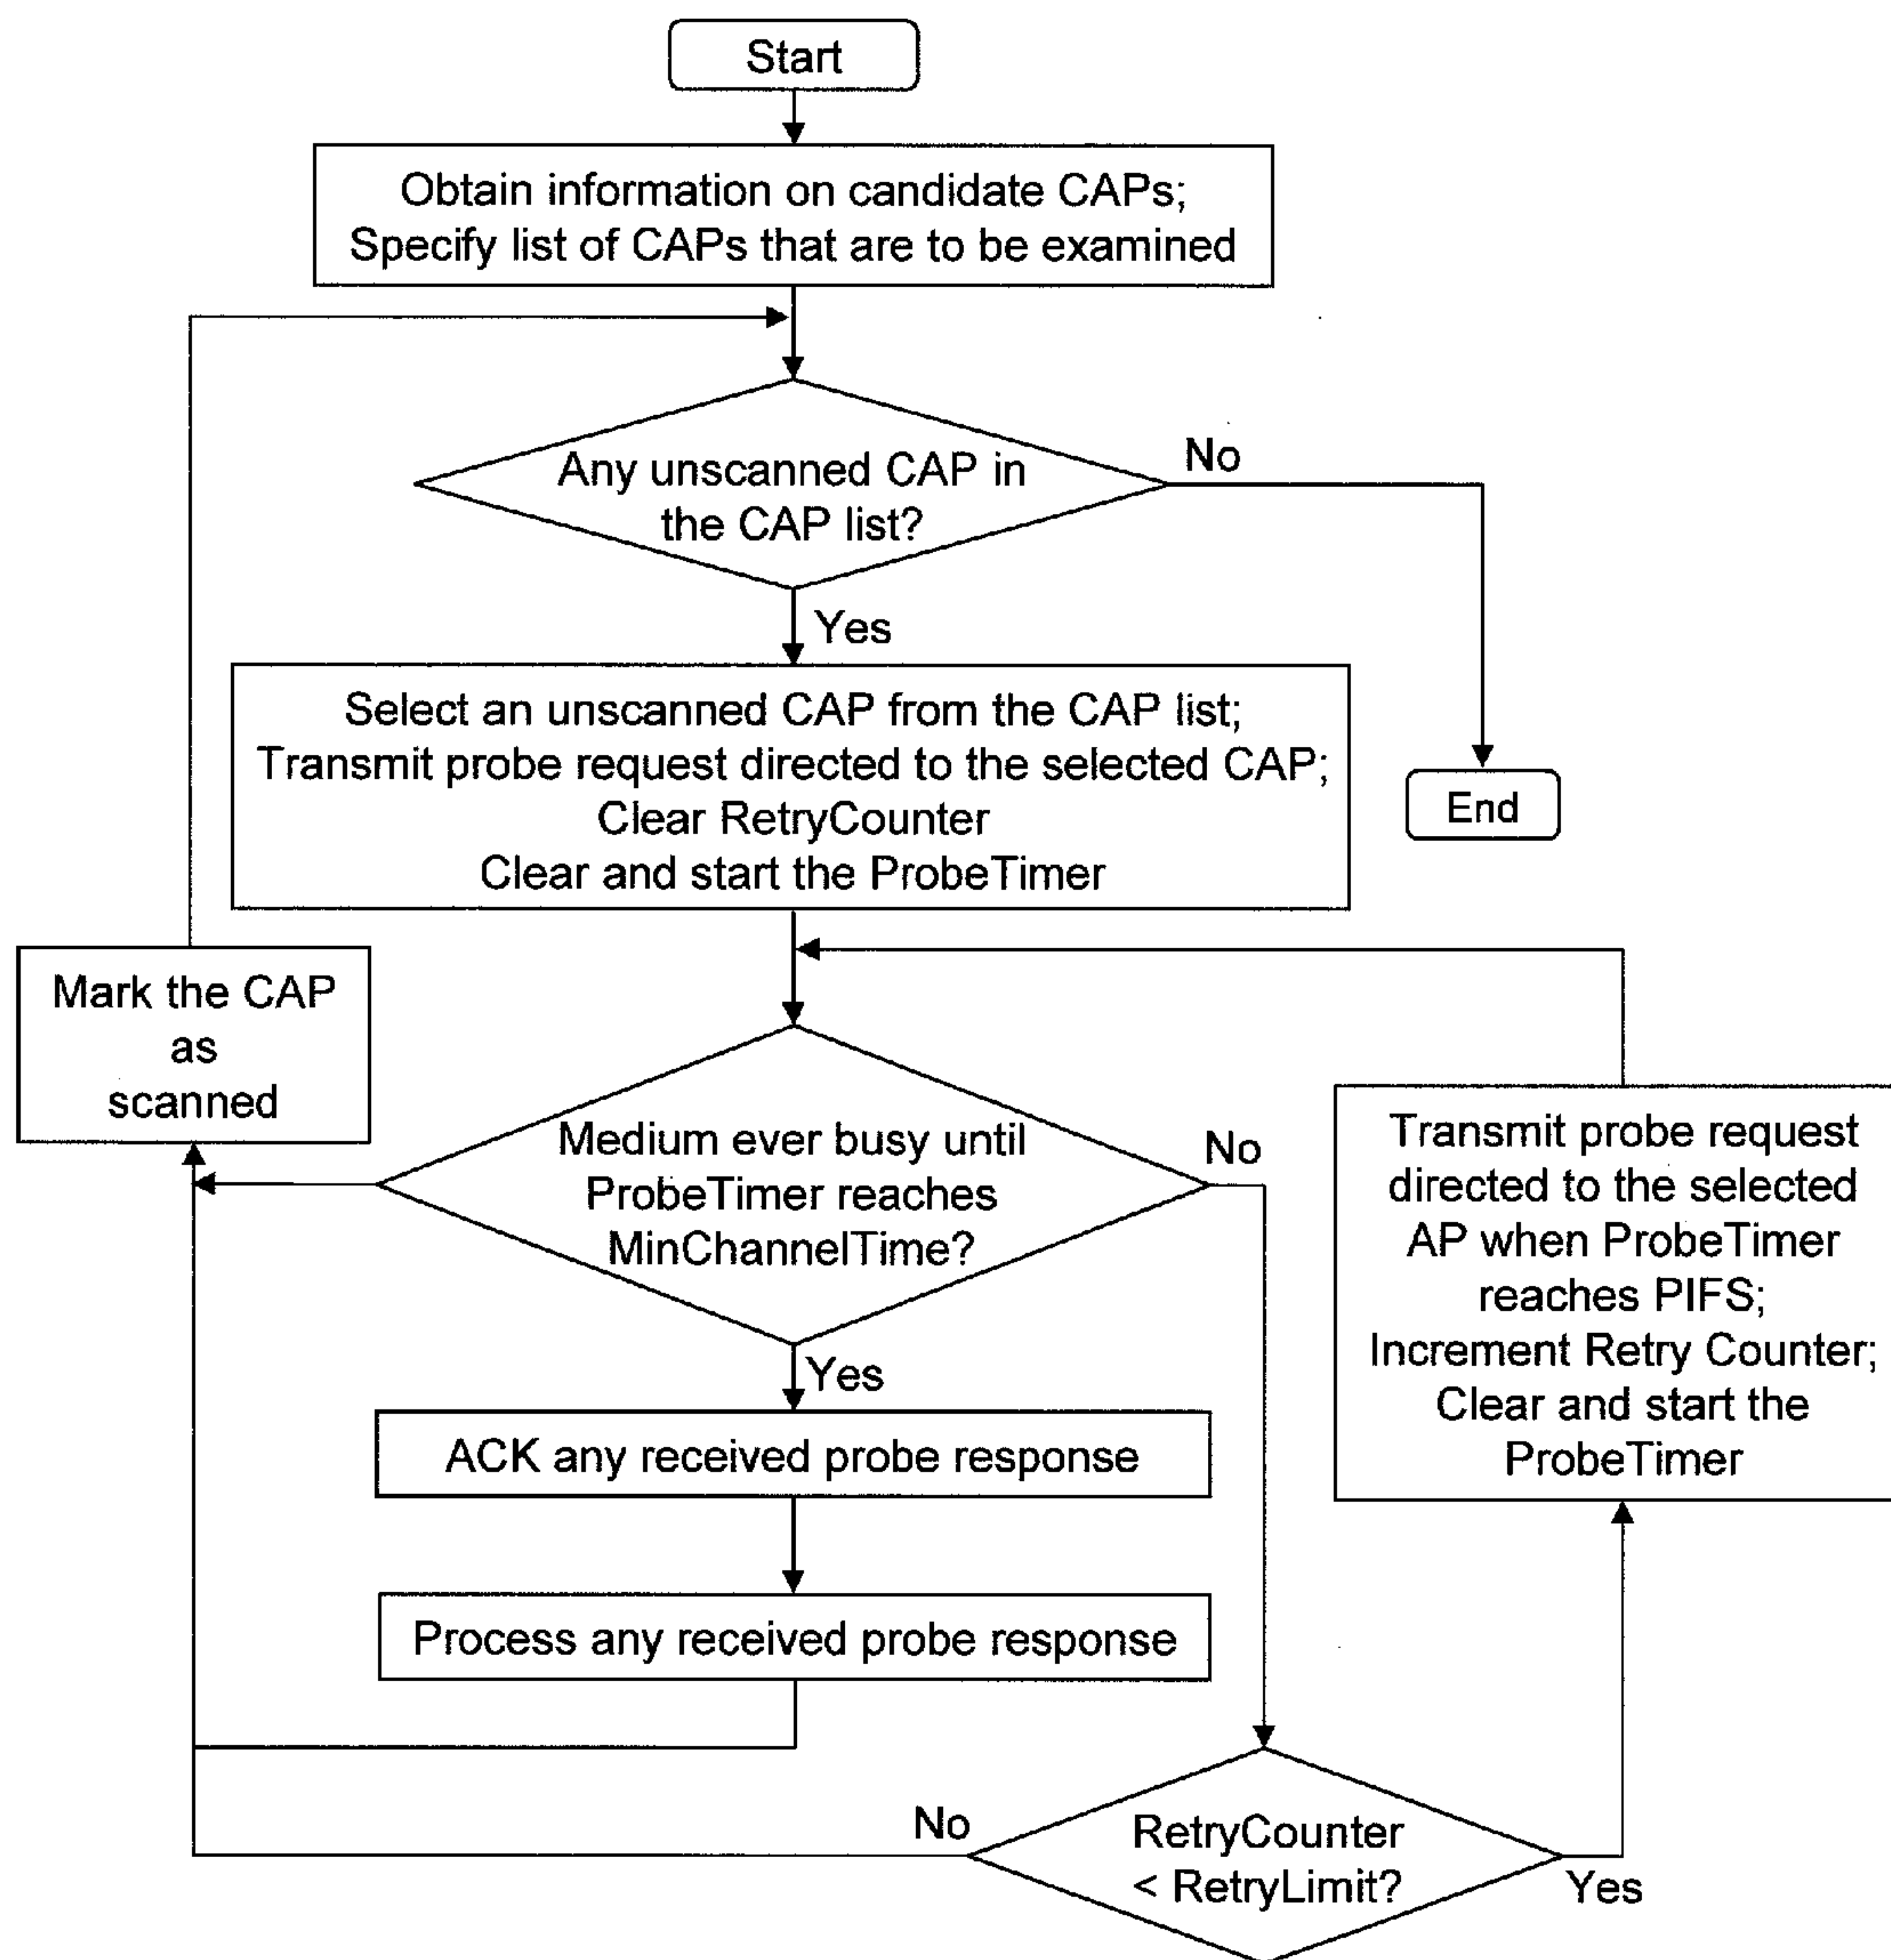 Start
Obtain information on candidate CAPs;
Specify list of CAPs that are to be examined
Any unscanned CAP in
the CAP list?
No
Yes
Select an unscanned CAP from the CAP list;
Transmit probe request directed to the selected CAP;
Clear RetryCounter
Clear and start the ProbeTimer
End
Mark the CAP
as
scanned
Medium ever busy until
ProbeTimer reaches
MinChannelTime?
No
Yes
Transmit probe request
directed to the selected
AP when ProbeTimer
reaches PIFS;
Increment Retry Counter;
Clear and start the
ProbeTimer
ACK any received probe response
Process any received probe response
No
RetryCounter
< RetryLimit?
Yes